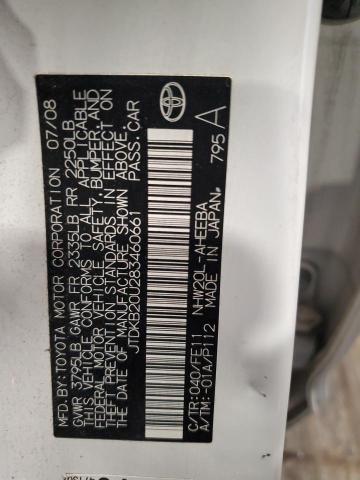 MFD.BY:TOYOTA MOTOR CORPORATION 07/08
GVWR 3795LB GAWR FR 2335LB RR 2250LB
THIS VEHICLE CONFORMS TO ALL APPLICABLE
FEDERAL MOTOR VEHICLE SAFETY, BUMPER, AND
THEFT PREVENTION STANDARDS IN EFFECT ON
THE DATE OF MANUFACTURE SHOWN ABOVE.
JTDKB20U283460661 PASS.CAR
C/TR:040/FE11 NHW20L-AHEEBA
A/TM:-01A/P112 MADE IN JAPAN
795 A